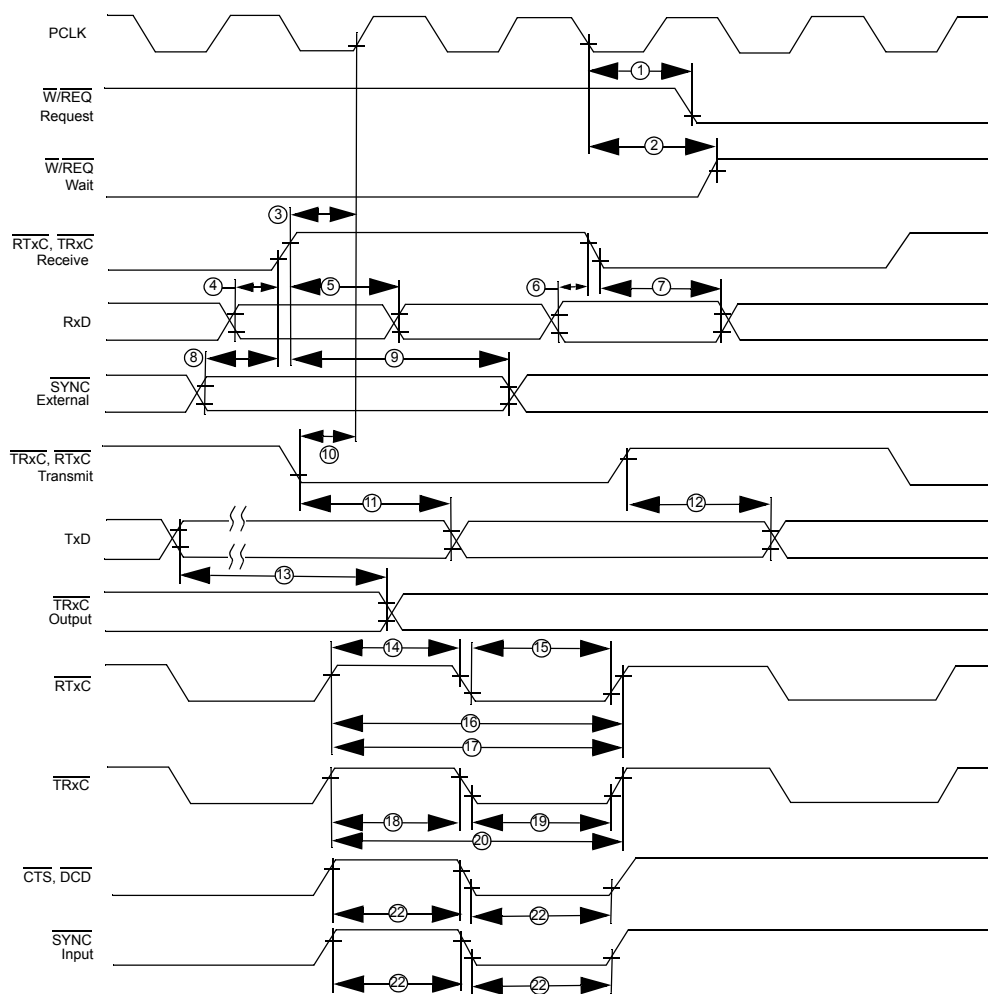 PCLK
1
W/REQ
Request
2
W/REQ
Wait
3
RTxC, TRxC
Receive
4
5
6
7
RxD
8
9
SYNC
External
10
TRxC, RTxC
Transmit
11
12
TxD
13
TRxC
Output
14
15
RTxC
16
17
TRxC
18
19
20
CTS, DCD
22
22
SYNC
Input
22
22